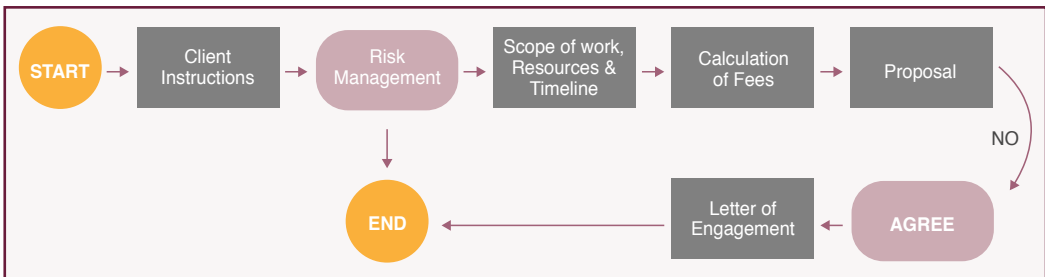 START
Client
Instructions
Risk
Management
Scope of work,
Resources &
Timeline
Calculation
of Fees
Proposal
NO
END
Letter of
Engagement
AGREE